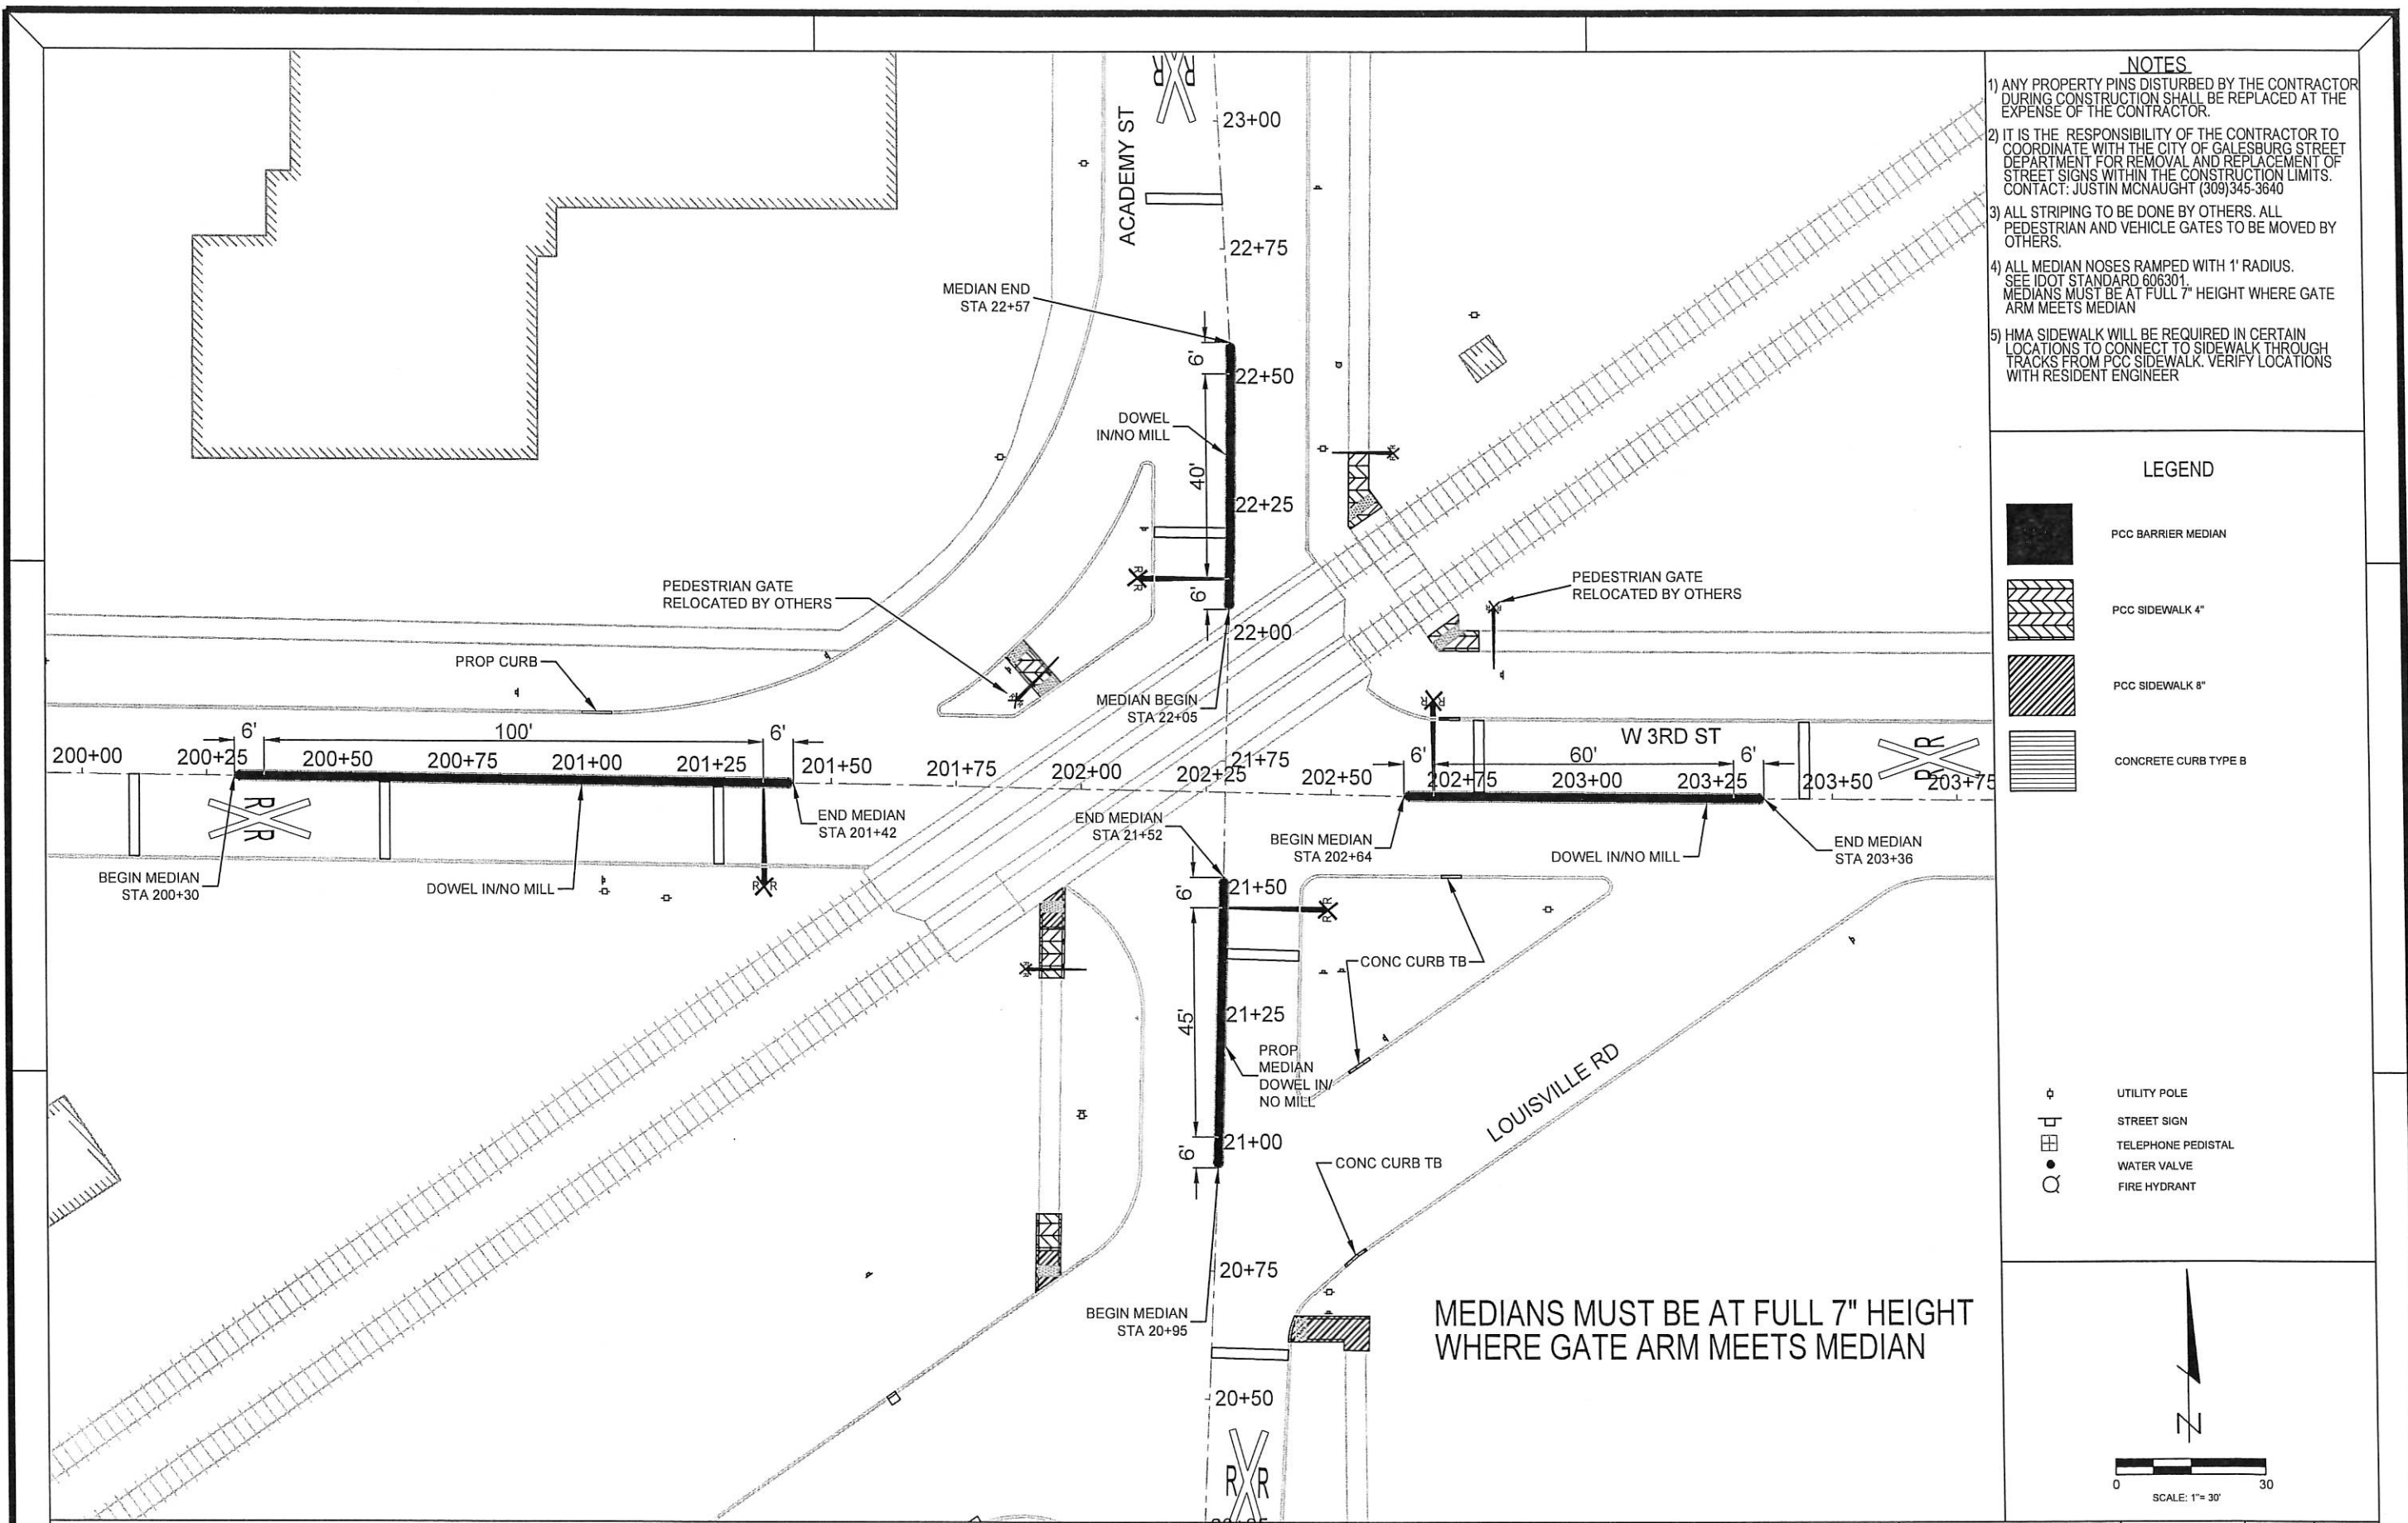 NOTES
1) ANY PROPERTY PINS DISTURBED BY THE CONTRACTOR
DURING CONSTRUCTION SHALL BE REPLACED AT THE
EXPENSE OF THE CONTRACTOR.
2) IT IS THE RESPONSIBILITY OF THE CONTRACTOR TO
COORDINATE WITH THE CITY OF GALESBURG STREET
DEPARTMENT FOR REMOVAL AND REPLACEMENT OF
STREET SIGNS WITHIN THE CONSTRUCTION LIMITS.
CONTACT: JUSTIN MCNAUGHT (309)345-3640
3) ALL STRIPING TO BE DONE BY OTHERS. ALL
PEDESTRIAN AND VEHICLE GATES TO BE MOVED BY
OTHERS.
4) ALL MEDIAN NOSES RAMPED WITH 1' RADIUS.
SEE IDOT STANDARD 606301.
MEDIANS MUST BE AT FULL 7" HEIGHT WHERE GATE
ARM MEETS MEDIAN
5) HMA SIDEWALK WILL BE REQUIRED IN CERTAIN
LOCATIONS TO CONNECT TO SIDEWALK THROUGH
TRACKS FROM PCC SIDEWALK. VERIFY LOCATIONS
WITH RESIDENT ENGINEER
LEGEND
PCC BARRIER MEDIAN
PCC SIDEWALK 4"
PCC SIDEWALK 8"
CONCRETE CURB TYPE B
UTILITY POLE
STREET SIGN
TELEPHONE PEDISTAL
WATER VALVE
FIRE HYDRANT
N
0 30
SCALE: 1"= 30'
R R
ACADEMY ST
23+00
22+75
MEDIAN END
STA 22+57
6'
22+50
DOWEL
IN/NO MILL
40'
22+25
R R
6'
22+00
PEDESTRIAN GATE
RELOCATED BY OTHERS
PEDESTRIAN GATE
RELOCATED BY OTHERS
PROP CURB
MEDIAN BEGIN
STA 22+05
21+75
6'
100'
6'
200+00
200+25
200+50
200+75
201+00
201+25
201+50
201+75
202+00
202+25
202+50
202+75
203+00
203+25
203+50
203+75
R R
W 3RD ST
6'
60'
6'
R R
R R
BEGIN MEDIAN
STA 200+30
DOWEL IN/NO MILL
R R
END MEDIAN
STA 201+42
END MEDIAN
STA 21+52
BEGIN MEDIAN
STA 202+64
DOWEL IN/NO MILL
END MEDIAN
STA 203+36
6'
21+50
R R
CONC CURB TB
45'
21+25
PROP
MEDIAN
DOWEL IN/
NO MILL
21+00
6'
LOUISVILLE RD
CONC CURB TB
20+75
BEGIN MEDIAN
STA 20+95
MEDIANS MUST BE AT FULL 7" HEIGHT
WHERE GATE ARM MEETS MEDIAN
20+50
R R